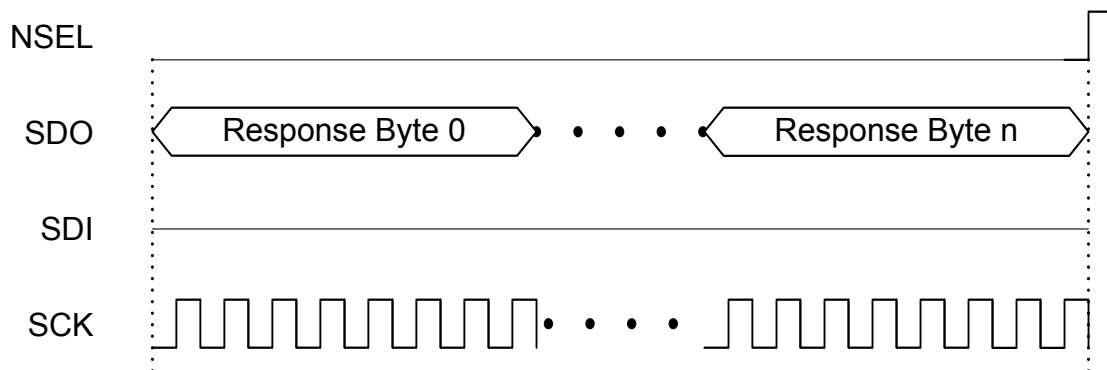 NSEL
SDO Response Byte 0 Response Byte n
SDI
SCK